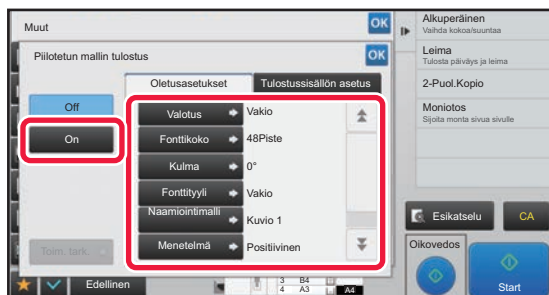 Muut
OK
Piilotetun mallin tulostus
OK
Oletusasetukset
Tulostussisällön asetus
Off
On
Valotus
Vakio
Fonttikoko
48Piste
Kulma
0°
Fonttityyli
Vakio
Naamiointimalli
Kuvio 1
Menetelmä
Positiivinen
Toim. tark.
Edellinen
3 B4
4 A3
A4
Alkuperäinen
Vaihda kokoa/suuntaa
Leima
Tulosta päiväys ja leima
2-Puol.Kopio
Moniotos
Sijoita monta sivua sivulle
Esikatselu
CA
Oikovedos
Start